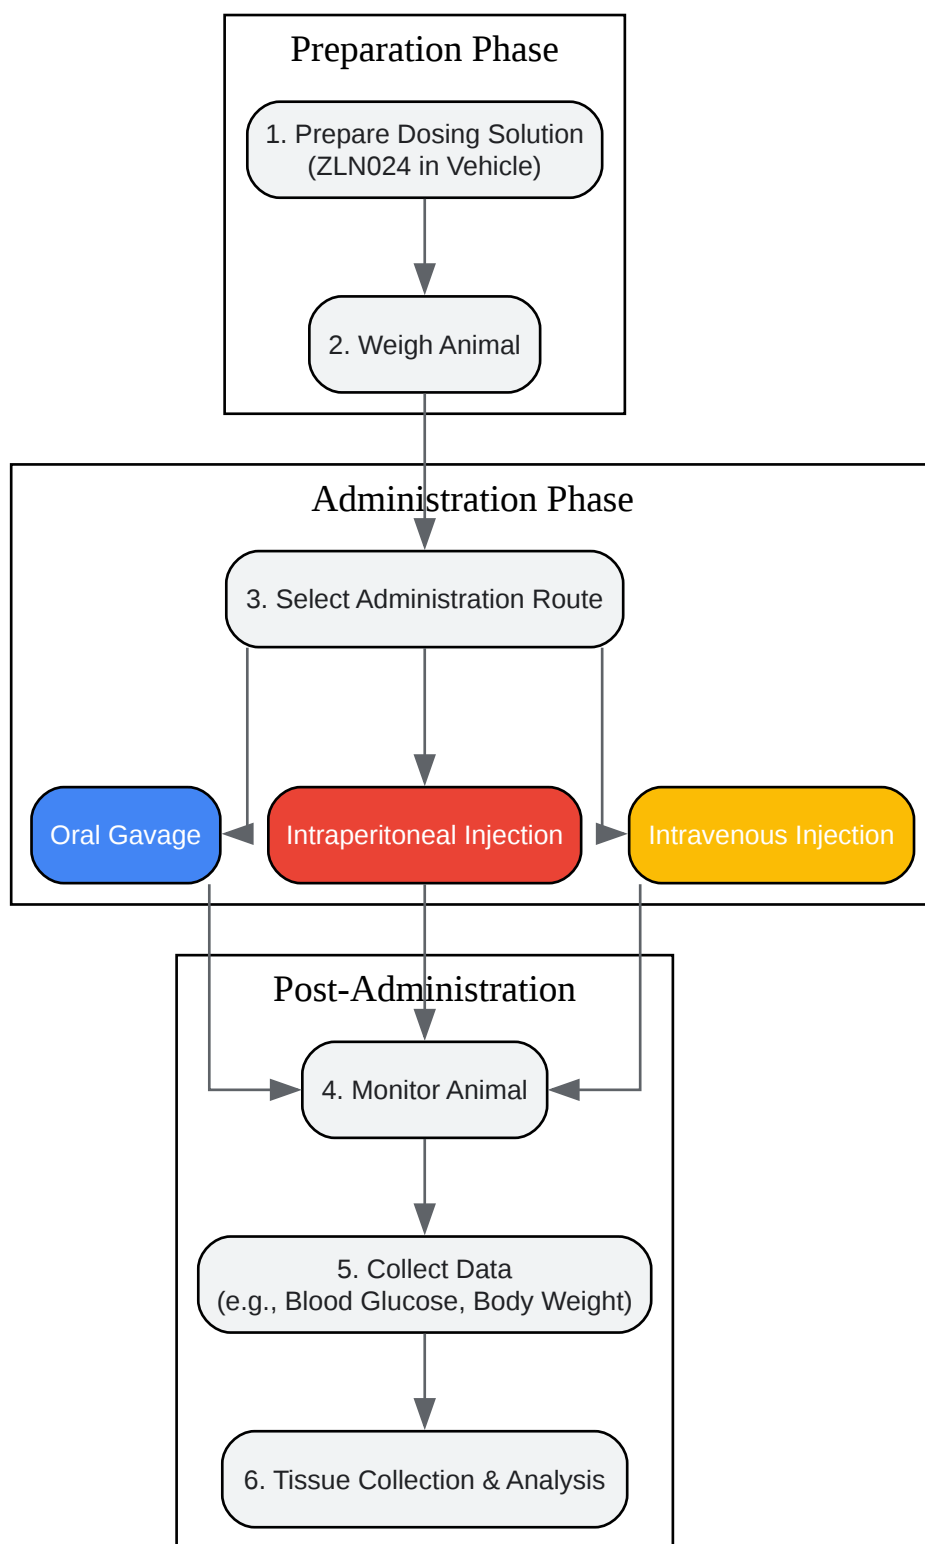 Preparation Phase
1. Prepare Dosing Solution
(ZLN024 in Vehicle)
2. Weigh Animal
Administration Phase
3. Select Administration Route
Oral Gavage
Intraperitoneal Injection
Intravenous Injection
Post-Administration
4. Monitor Animal
5. Collect Data
(e.g., Blood Glucose, Body Weight)
6. Tissue Collection & Analysis